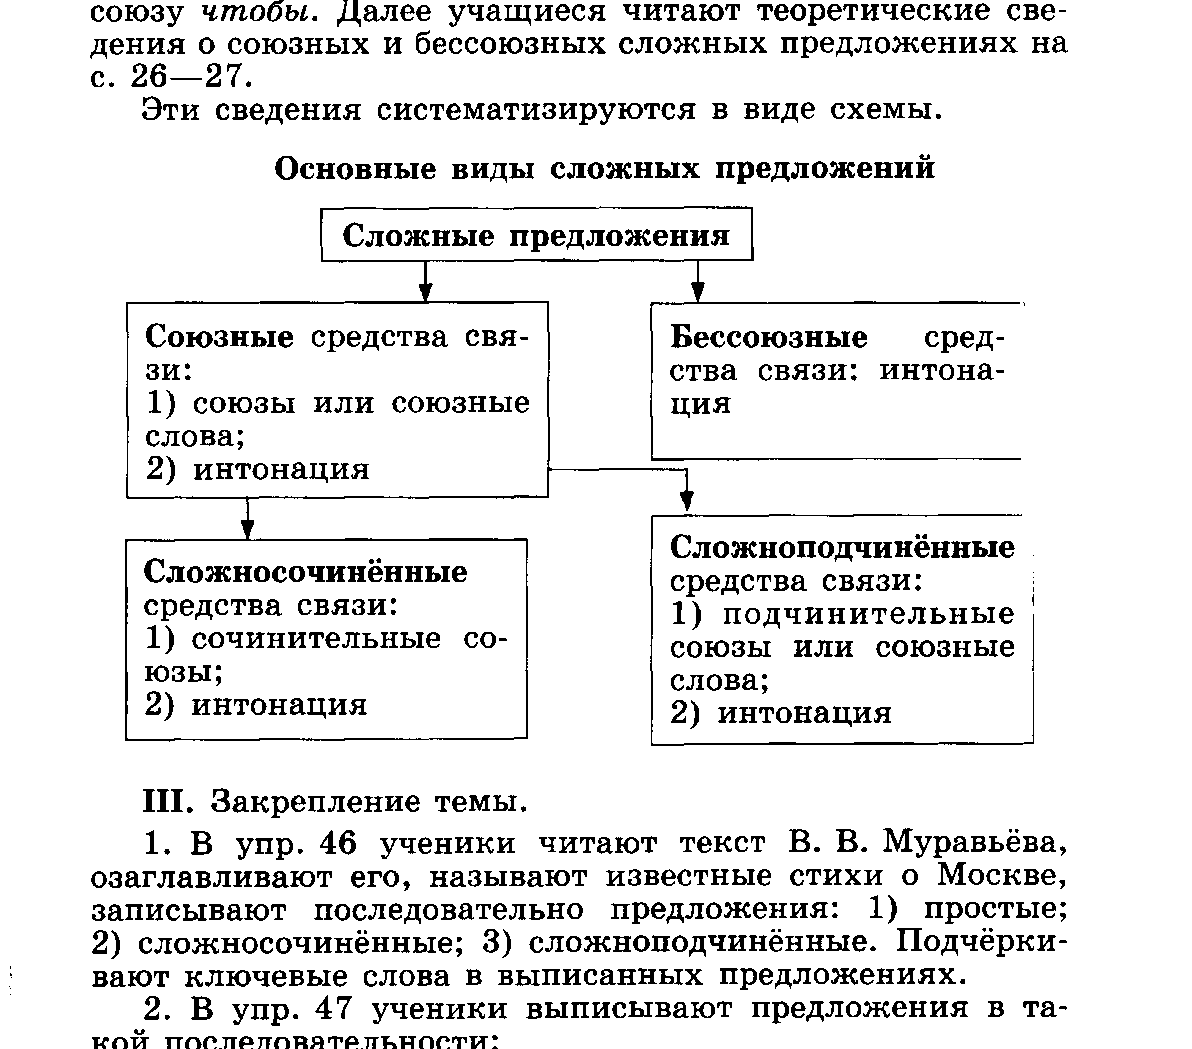 союзу чтобы. Далее учащиеся читают теоретические све-
дения о союзных и бессоюзных сложных предложениях на
с. 26—27.
Эти сведения систематизируются в виде схемы.
Основные виды сложных предложений
Сложные предложения
Союзные средства свя-
зи:
1) союзы или союзные
слова;
2) интонация
Бессоюзные сред-
ства связи: интона-
ция
Сложносочинённые
средства связи:
1) сочинительные со-
юзы;
2) интонация
Сложноподчинённые
средства связи:
1) подчинительные
союзы или союзные
слова;
2) интонация
III. Закрепление темы.
1. В упр. 46 ученики читают текст В. В. Муравьёва,
озаглавливают его, называют известные стихи о Москве,
записывают последовательно предложения: 1) простые;
2) сложносочинённые; 3) сложноподчинённые. Подчёрки-
вают ключевые слова в выписанных предложениях.
2. В упр. 47 ученики выписывают предложения в та-
кой последовательности: